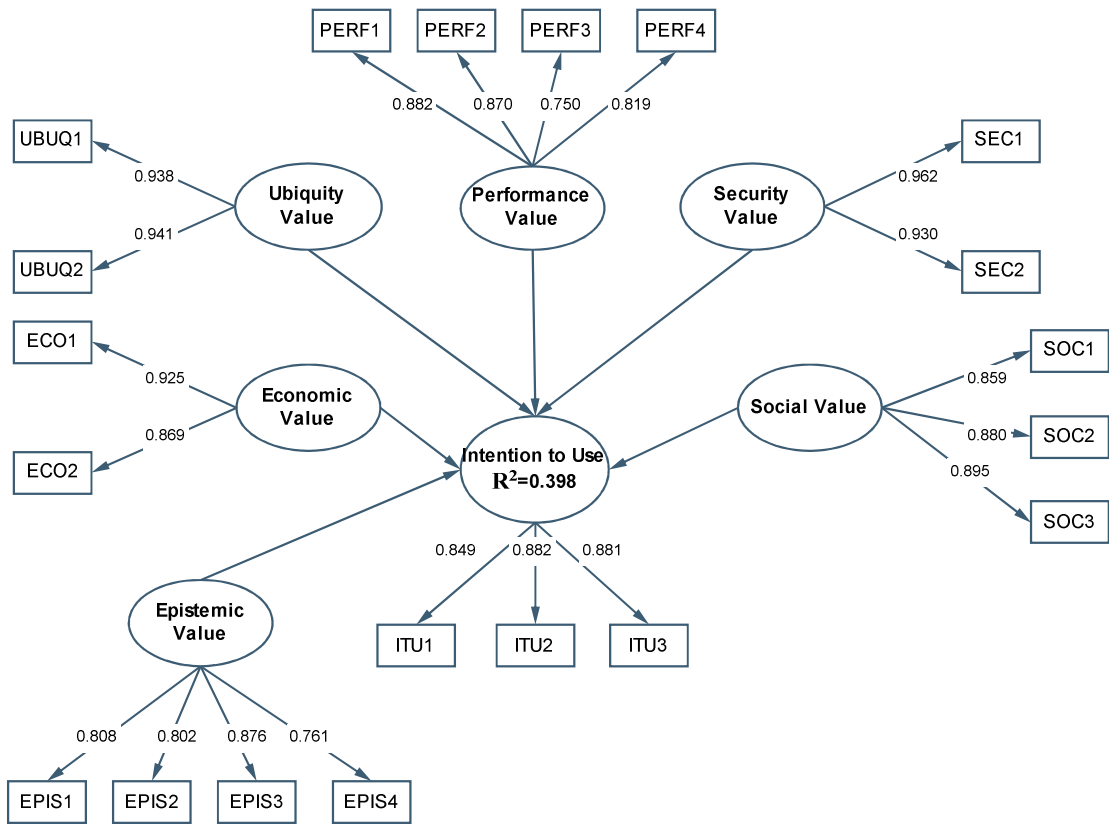 PERF1 PERF2 PERF3 PERF4
0.882 0.870 0.750 0.819
UBUQ1
SEC1
0.938
0.962
Ubiquity
Value
Performance
Value
Security
Value
0.941
0.930
UBUQ2
SEC2
ECO1
SOC1
0.925
0.859
Economic
Value
Social Value
0.869
0.880
SOC2
ECO2
Intention to Use
R²=0.398
0.895
SOC3
0.849 0.882 0.881
Epistemic
Value
ITU1 ITU2 ITU3
0.808 0.802 0.876 0.761
EPIS1 EPIS2 EPIS3 EPIS4